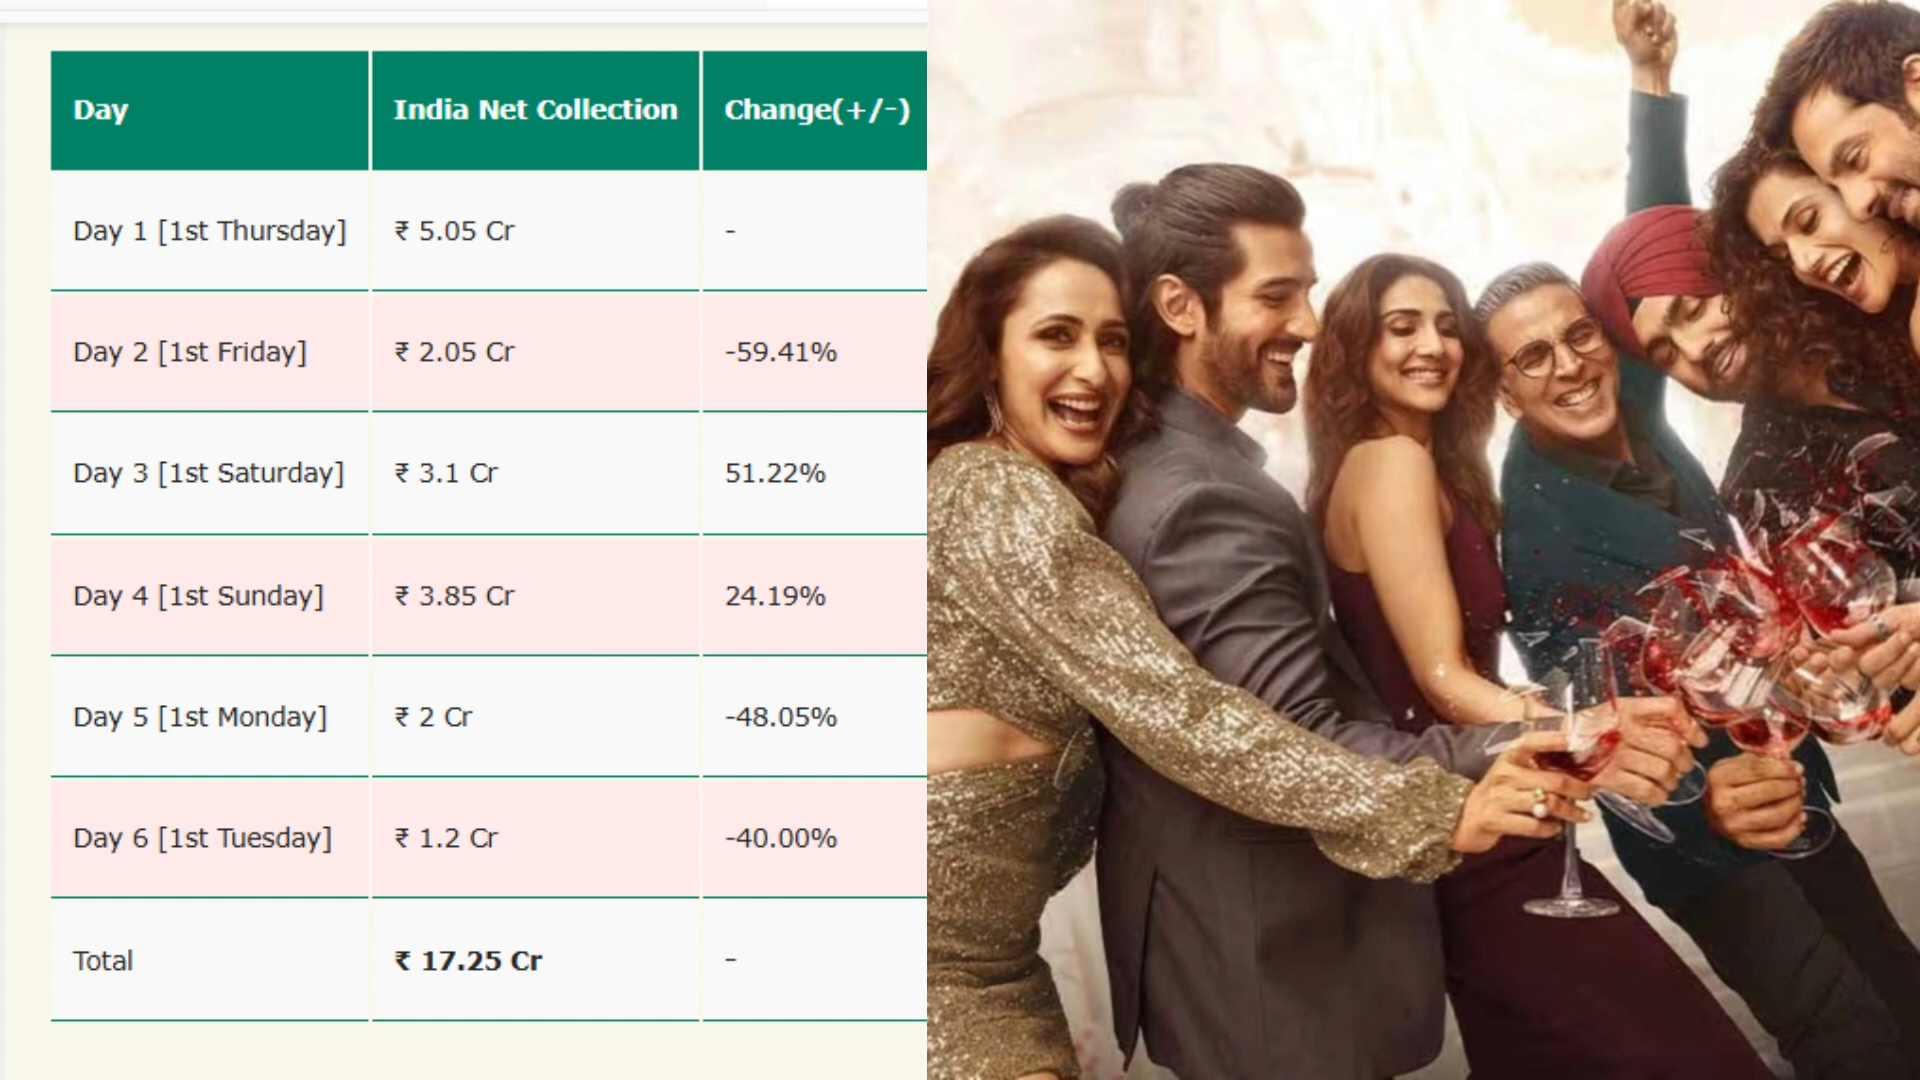 Day India Net Collection Change(+/-)
Day 1 [1st Thursday] ₹ 5.05 Cr -
Day 2 [1st Friday] ₹ 2.05 Cr -59.41%
Day 3 [1st Saturday] ₹ 3.1 Cr 51.22%
Day 4 [1st Sunday] ₹ 3.85 Cr 24.19%
Day 5 [1st Monday] ₹ 2 Cr -48.05%
Day 6 [1st Tuesday] ₹ 1.2 Cr -40.00%
Total ₹ 17.25 Cr -